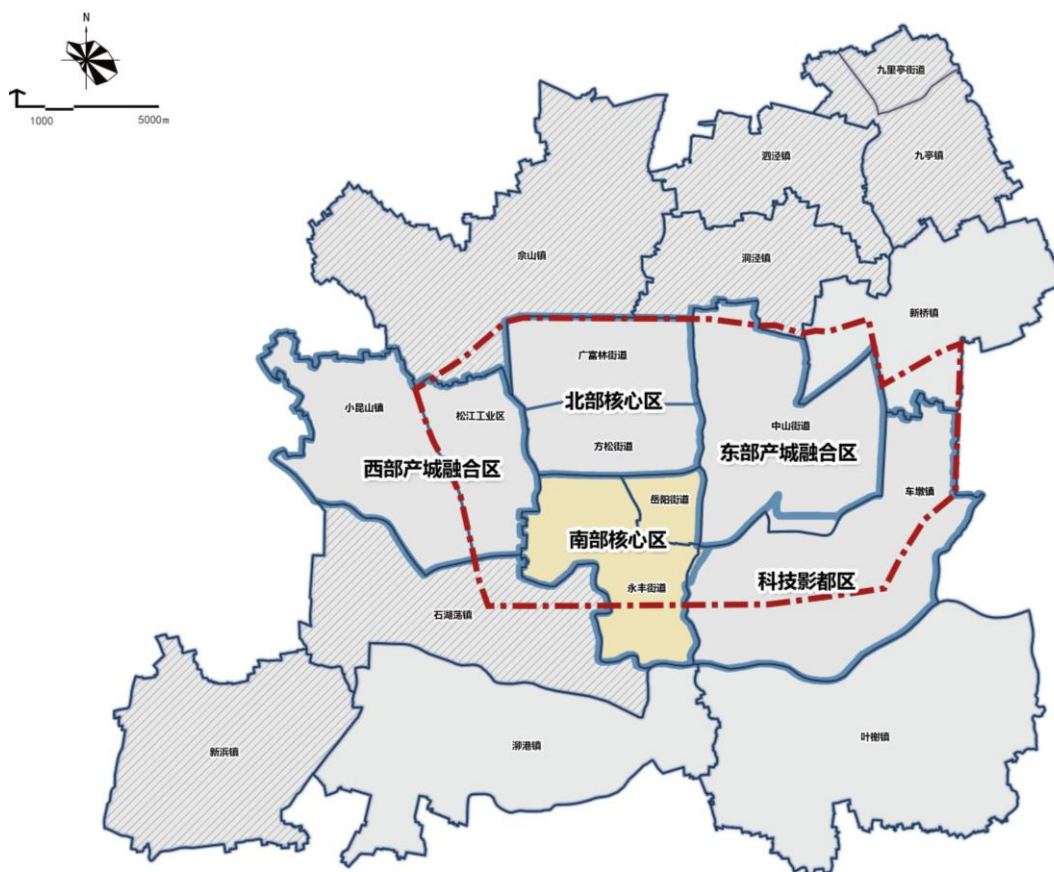 N
1000 5000m
九里亭街道
泗泾镇
九亭镇
佘山镇
洞泾镇
新桥镇
广富林街道
小昆山镇
松江工业区
北部核心区
中山街道
方松街道
东部产城融合区
西部产城融合区
车墩镇
岳阳街道
南部核心区
科技影都区
永丰街道
石湖荡镇
叶榭镇
泖港镇
新浜镇